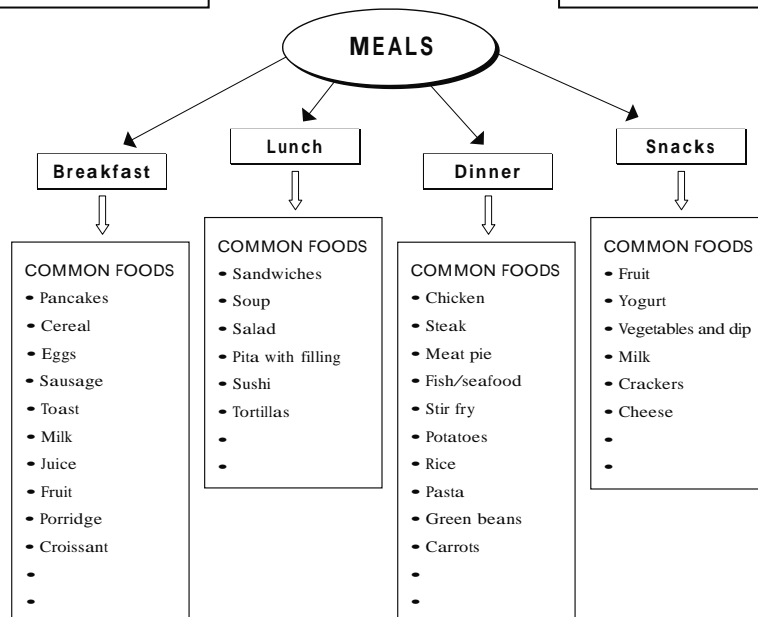 MEALS
Breakfast
COMMON FOODS
• Pancakes
• Cereal
• Eggs
• Sausage
• Toast
• Milk
• Juice
• Fruit
• Porridge
• Croissant
•
•
Lunch
COMMON FOODS
• Sandwiches
• Soup
• Salad
• Pita with filling
• Sushi
• Tortillas
•
•
Dinner
COMMON FOODS
• Chicken
• Steak
• Meat pie
• Fish/seafood
• Stir fry
• Potatoes
• Rice
• Pasta
• Green beans
• Carrots
•
•
Snacks
COMMON FOODS
• Fruit
• Yogurt
• Vegetables and dip
• Milk
• Crackers
• Cheese
•
•